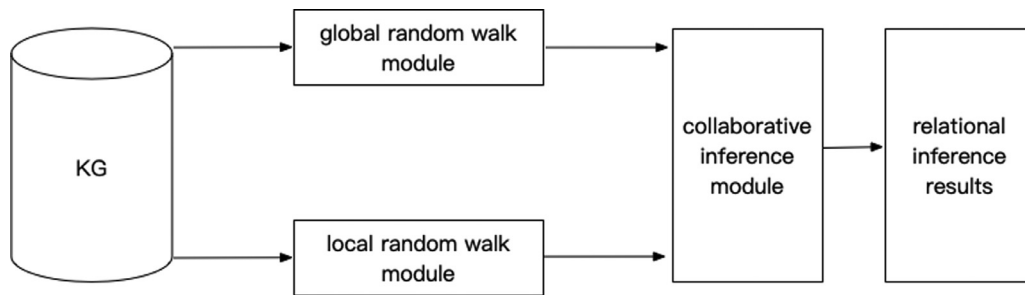 KG
global random walk
module
local random walk
module
collaborative
inference
module
relational
inference
results